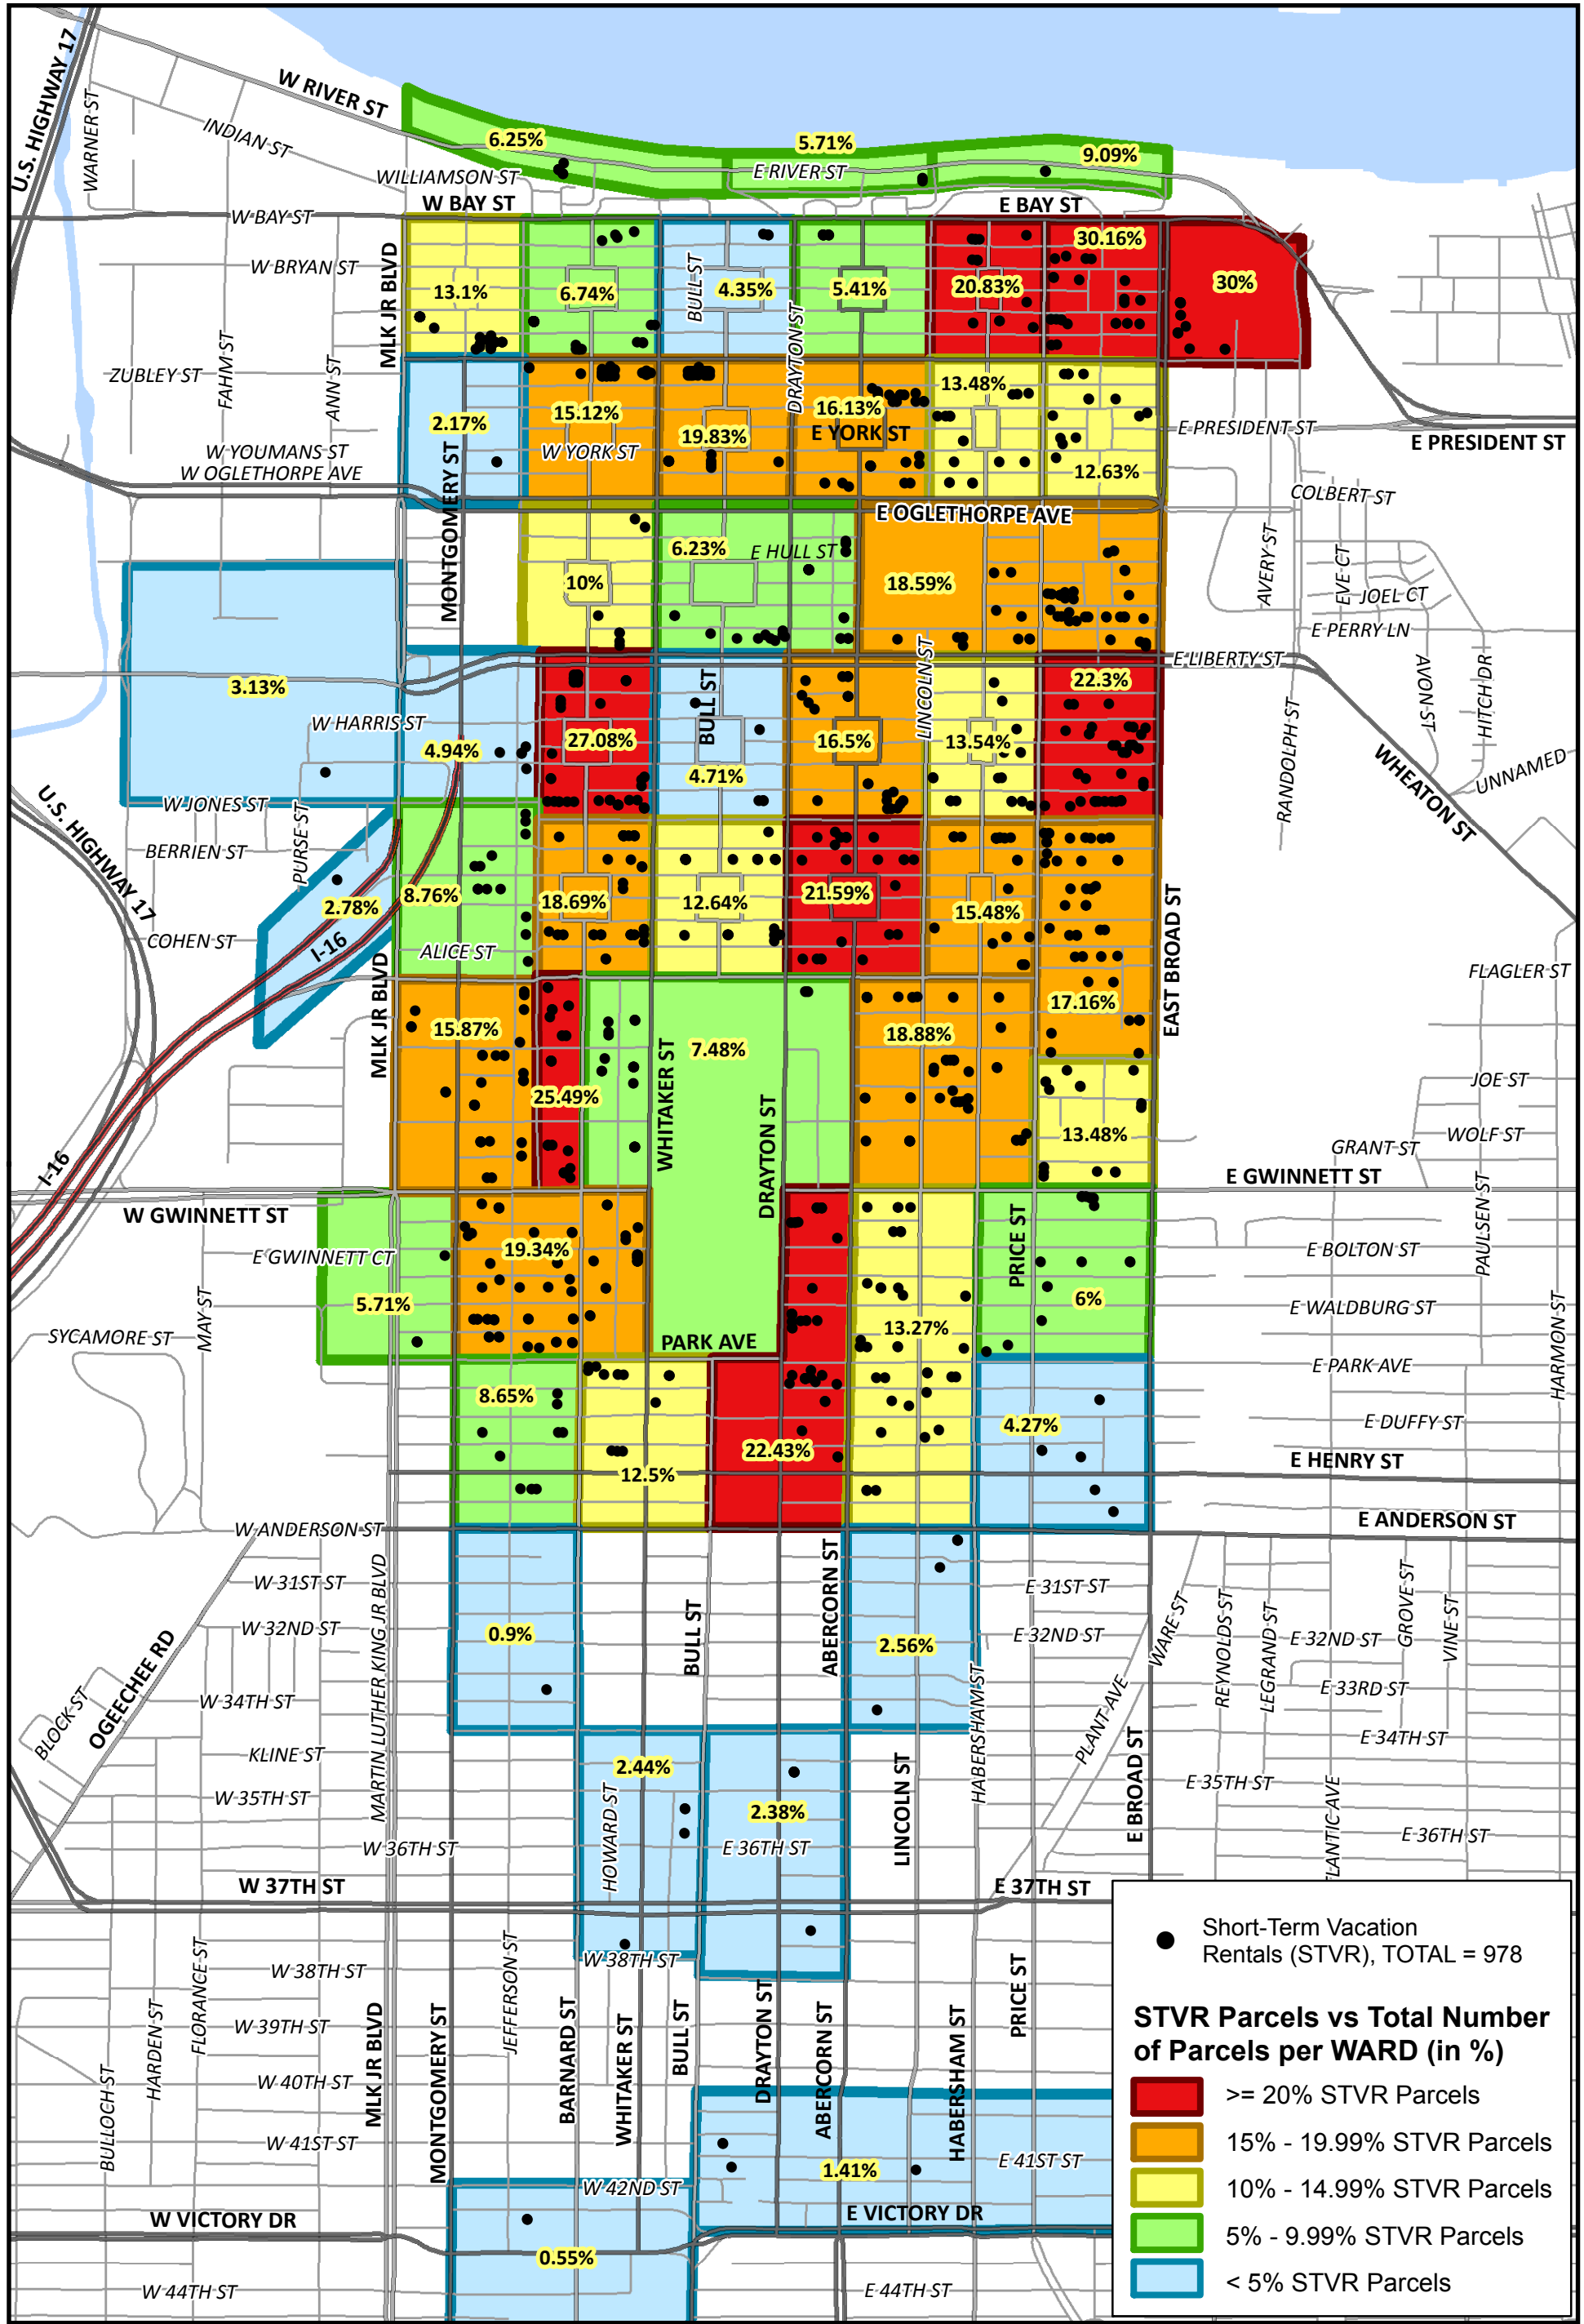 U.S. HIGHWAY 17
WARNER ST
W RIVER ST
INDIAN ST
WILLIAMSON ST
6.25%
5.71%
9.09%
E RIVER ST
W BAY ST
W BAY ST
E BAY ST
W BRYAN ST
MLK JR BLVD
13.1%
6.74%
BULL ST
4.35%
DRAYTON ST
5.41%
20.83%
30.16%
30%
ZUBLEY ST
FAHM ST
ANN ST
2.17%
15.12%
19.83%
16.13%
13.48%
12.63%
W YOUMANS ST
W OGLETHORPE AVE
MONTGOMERY ST
W YORK ST
E YORK ST
E PRESIDENT ST
E PRESIDENT ST
E OGLETHORPE AVE
COLBERT ST
10%
6.23%
E HULL ST
18.59%
AVERY ST
EVE CT
JOEL CT
E PERRY LN
E LIBERTY ST
AVON ST
HITCH DR
3.13%
W HARRIS ST
4.94%
27.08%
BULL ST
4.71%
16.5%
LINCOLN ST
13.54%
22.3%
RANDOLPH ST
WHEATON ST
UNNAMED
U.S. HIGHWAY 17
W JONES ST
BERRIEN ST
PURSE ST
2.78%
8.76%
18.69%
12.64%
21.59%
15.48%
17.16%
EAST BROAD ST
COHEN ST
I-16
ALICE ST
FLAGLER ST
MLK JR BLVD
15.87%
25.49%
WHITAKER ST
7.48%
DRAYTON ST
18.88%
13.48%
JOE ST
WOLF ST
GRANT ST
I-16
W GWINNETT ST
E GWINNETT ST
E GWINNETT CT
19.34%
PRICE ST
E BOLTON ST
PAULSEN ST
5.71%
6%
E WALDBURG ST
MAY ST
SYCAMORE ST
PARK AVE
13.27%
E PARK AVE
HARMON ST
8.65%
12.5%
22.43%
4.27%
E DUFFY ST
E HENRY ST
W ANDERSON ST
E ANDERSON ST
W 31ST ST
MARTIN LUTHER KING JR BLVD
ABERCORN ST
E 31ST ST
W 32ND ST
0.9%
BULL ST
2.56%
E 32ND ST
WARE ST
REYNOLDS ST
LEGRAND ST
E 32ND ST
GROVE ST
VINE ST
OGEECHEE RD
BLOCK ST
W 34TH ST
HABERSHAM ST
PLANT AVE
E 33RD ST
E 34TH ST
KLINE ST
2.44%
LINCOLN ST
E BROAD ST
W 35TH ST
HOWARD ST
2.38%
E 35TH ST
W 36TH ST
E 36TH ST
E 36TH ST
W 37TH ST
E 37TH ST
FLORANCE ST
W 38TH ST
JEFFERSON ST
W 38TH ST
HARDEN ST
W 39TH ST
MLK JR BLVD
MONTGOMERY ST
BARNARD ST
WHITAKER ST
BULL ST
DRAYTON ST
ABERCORN ST
HABERSHAM ST
PRICE ST
BULLOCH ST
W 40TH ST
W 41ST ST
1.41%
E 41ST ST
W 42ND ST
W VICTORY DR
E VICTORY DR
0.55%
W 44TH ST
E 44TH ST
Short-Term Vacation
Rentals (STVR), TOTAL = 978
STVR Parcels vs Total Number
of Parcels per WARD (in %)
>= 20% STVR Parcels
15% - 19.99% STVR Parcels
10% - 14.99% STVR Parcels
5% - 9.99% STVR Parcels
< 5% STVR Parcels